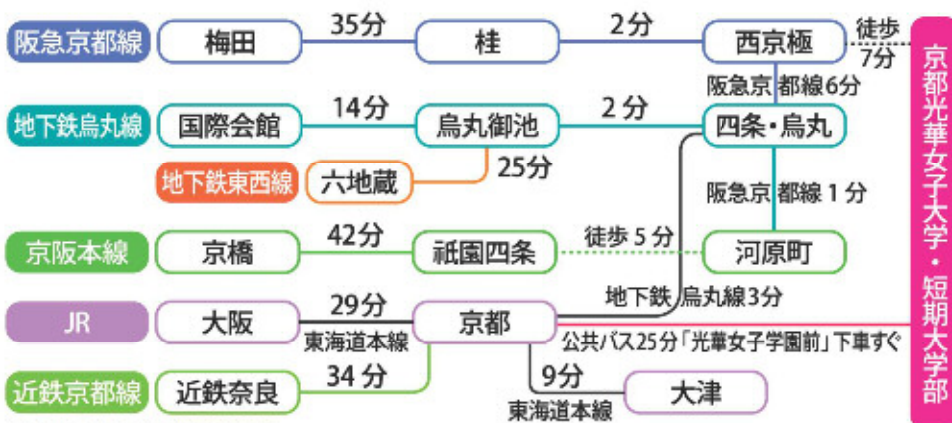 阪急京都線 梅田 35分 桂 2分 西京極 徒歩 7分
阪急京都線6分
地下鉄烏丸線 国際会館 14分 烏丸御池 2分 四条・烏丸
地下鉄東西線 六地蔵 25分
阪急京都線1分
京阪本線 京橋 42分 祇園四条 徒歩5分 河原町
地下鉄烏丸線3分
JR 大阪 29分 東海道本線 京都
公共バス25分「光華女子学園前」下車すぐ
近鉄京都線 近鉄奈良 34分 9分 東海道本線 大津
京都光華女子大学・短期大学部